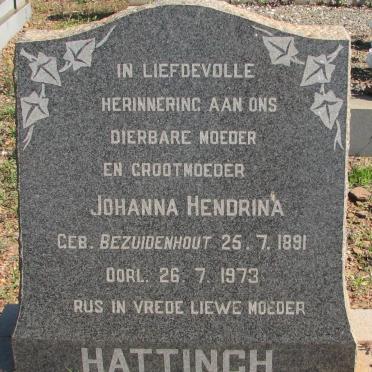 IN LIEFDEVOLLE
HERINNERING AAN ONS
DIERBARE MOEDER
EN GROOTMOEDER
JOHANNA HENDRINA
GEB. BEZUIDENHOUT 25. 7. 1891
OORL. 26. 7. 1973
RUS IN VREDE LIEWE MOEDER
HATTINGH